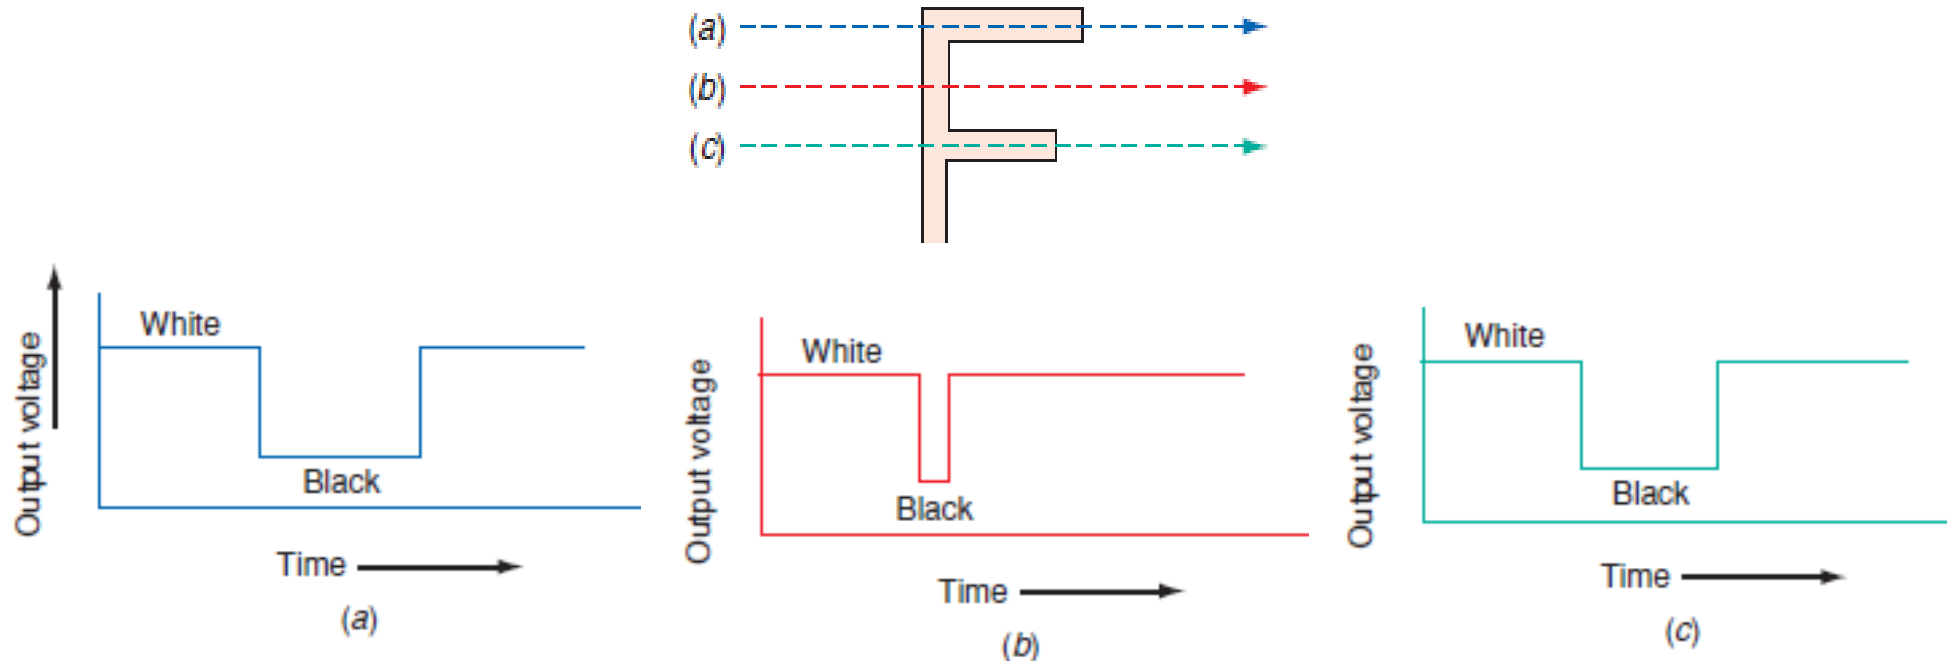 (a)
(b)
(c)
Output voltage
White
Black
Time
(a)
Output voltage
White
Black
Time
(b)
Output voltage
White
Black
Time
(c)